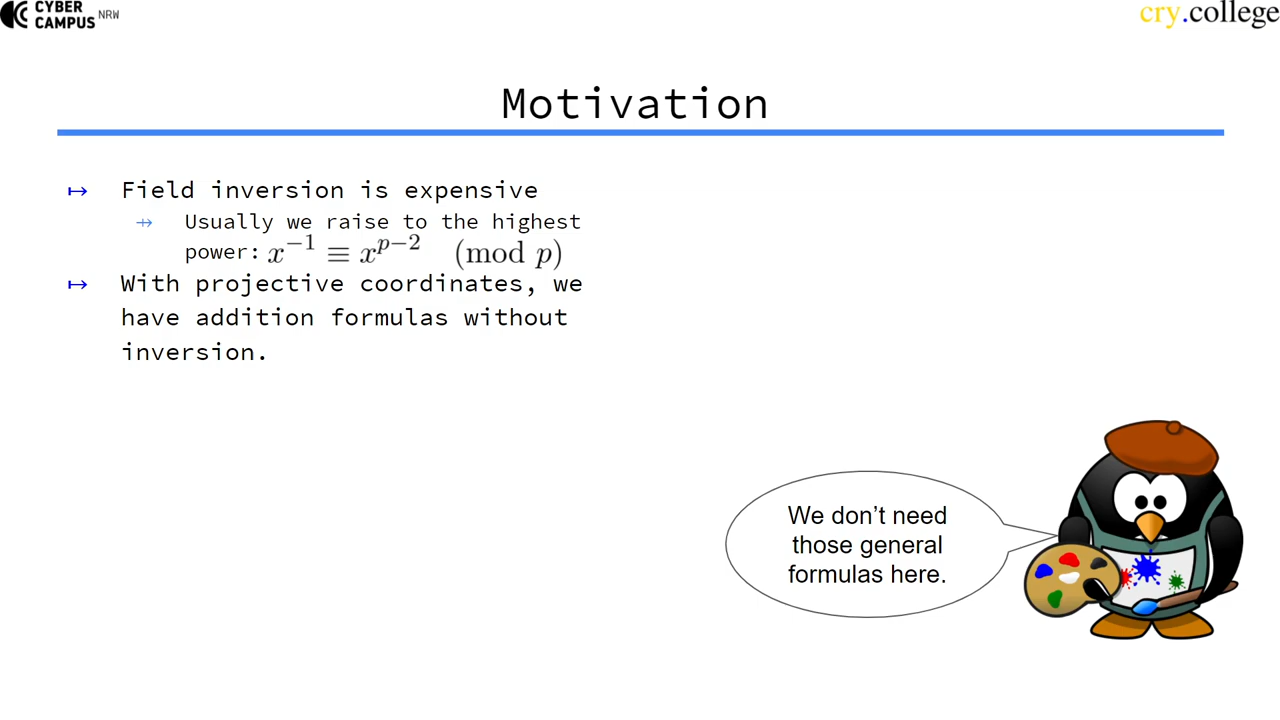 CYBER
CAMPUS NRW
cry.college
Motivation
↦ Field inversion is expensive
⇸ Usually we raise to the highest
power: x^{-1} ≡ x^{p-2} (mod p)
↦ With projective coordinates, we
have addition formulas without
inversion.
We don’t need
those general
formulas here.